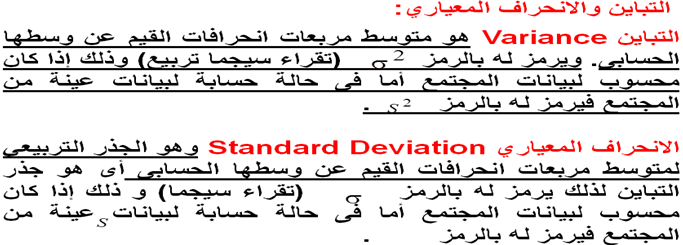 التباين والانحراف المعياري:
التباين Variance هو متوسط مربعات انحرافات القيم عن وسطها
الحسابي. ويرمز له بالرمز σ² (تقراء سيجما تربيع) وذلك إذا كان
محسوب لبيانات المجتمع أما فى حالة حسابة لبيانات عينة من
المجتمع فيرمز له بالرمز s² .
الانحراف المعياري Standard Deviation وهو الجذر التربيعي
لمتوسط مربعات انحرافات القيم عن وسطها الحسابي أى هو جذر
التباين لذلك يرمز له بالرمز σ (تقراء سيجما) و ذلك إذا كان
محسوب لبيانات المجتمع أما فى حالة حسابة لبيانات عينة من
المجتمع فيرمز له بالرمز s .